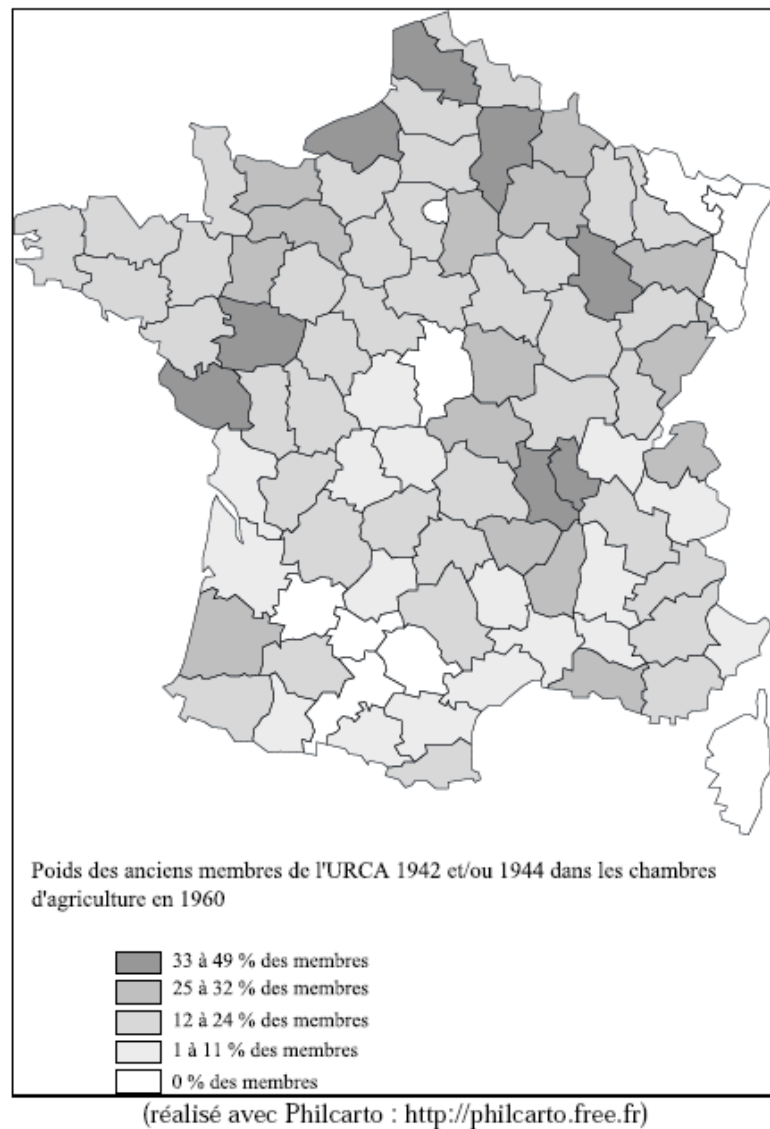 Poids des anciens membres de l'URCA 1942 et/ou 1944 dans les chambres
d'agriculture en 1960
33 à 49 % des membres
25 à 32 % des membres
12 à 24 % des membres
1 à 11 % des membres
0 % des membres
(réalisé avec Philcarto : http://philcarto.free.fr)